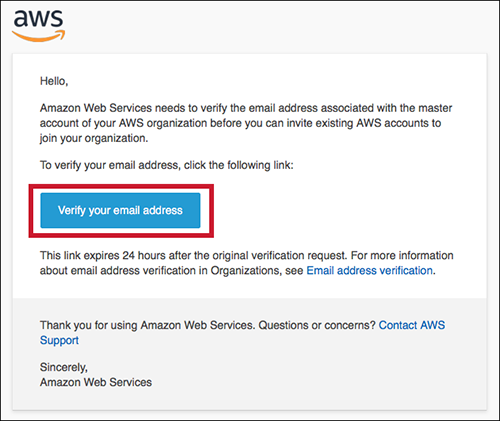 aws
Hello,
Amazon Web Services needs to verify the email address associated with the master
account of your AWS organization before you can invite existing AWS accounts to
join your organization.
To verify your email address, click the following link:
Verify your email address
This link expires 24 hours after the original verification request. For more information
about email address verification in Organizations, see Email address verification.
Thank you for using Amazon Web Services. Questions or concerns? Contact AWS
Support
Sincerely,
Amazon Web Services